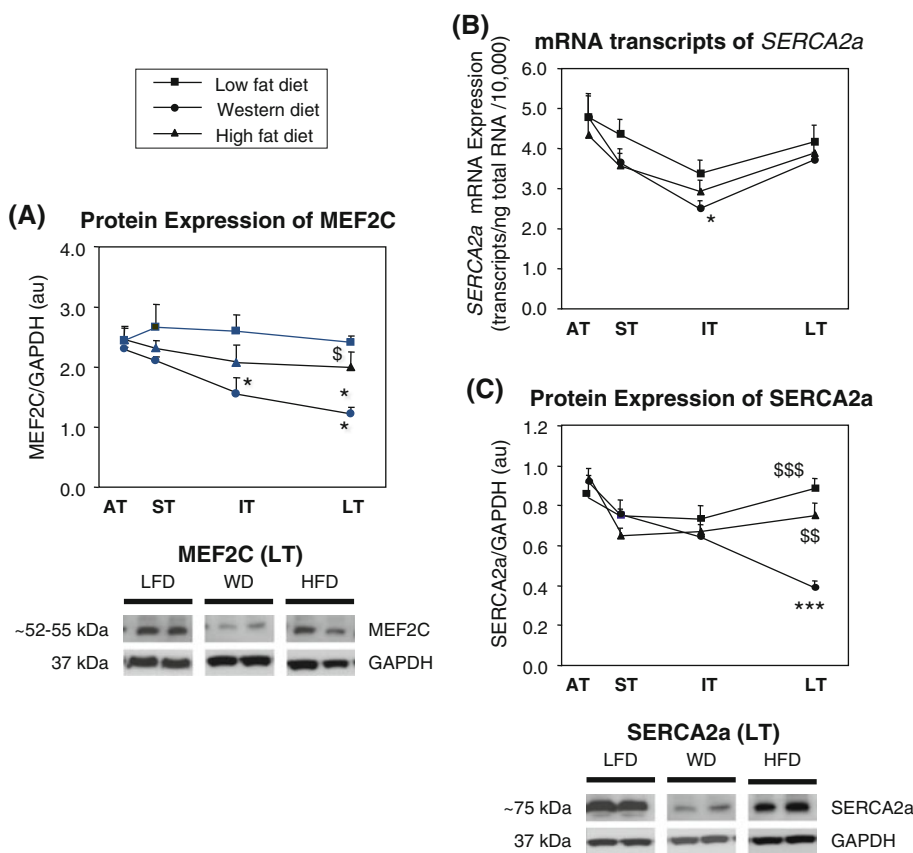 Low fat diet
Western diet
High fat diet
(A)
Protein Expression of MEF2C
MEF2C/GAPDH (au)
4.0
3.0
2.0
1.0
0.0
$
*
*
*
AT ST IT LT
MEF2C (LT)
LFD WD HFD
~52-55 kDa MEF2C
37 kDa GAPDH
(B)
mRNA transcripts of SERCA2a
SERCA2a mRNA Expression
(transcripts/ng total RNA /10,000)
6.0
5.0
4.0
3.0
2.0
1.0
0.0
*
AT ST IT LT
(C)
Protein Expression of SERCA2a
SERCA2a/GAPDH (au)
1.2
1.0
0.8
0.6
0.4
0.2
0.0
$$$
$$
***
AT ST IT LT
SERCA2a (LT)
LFD WD HFD
~75 kDa SERCA2a
37 kDa GAPDH